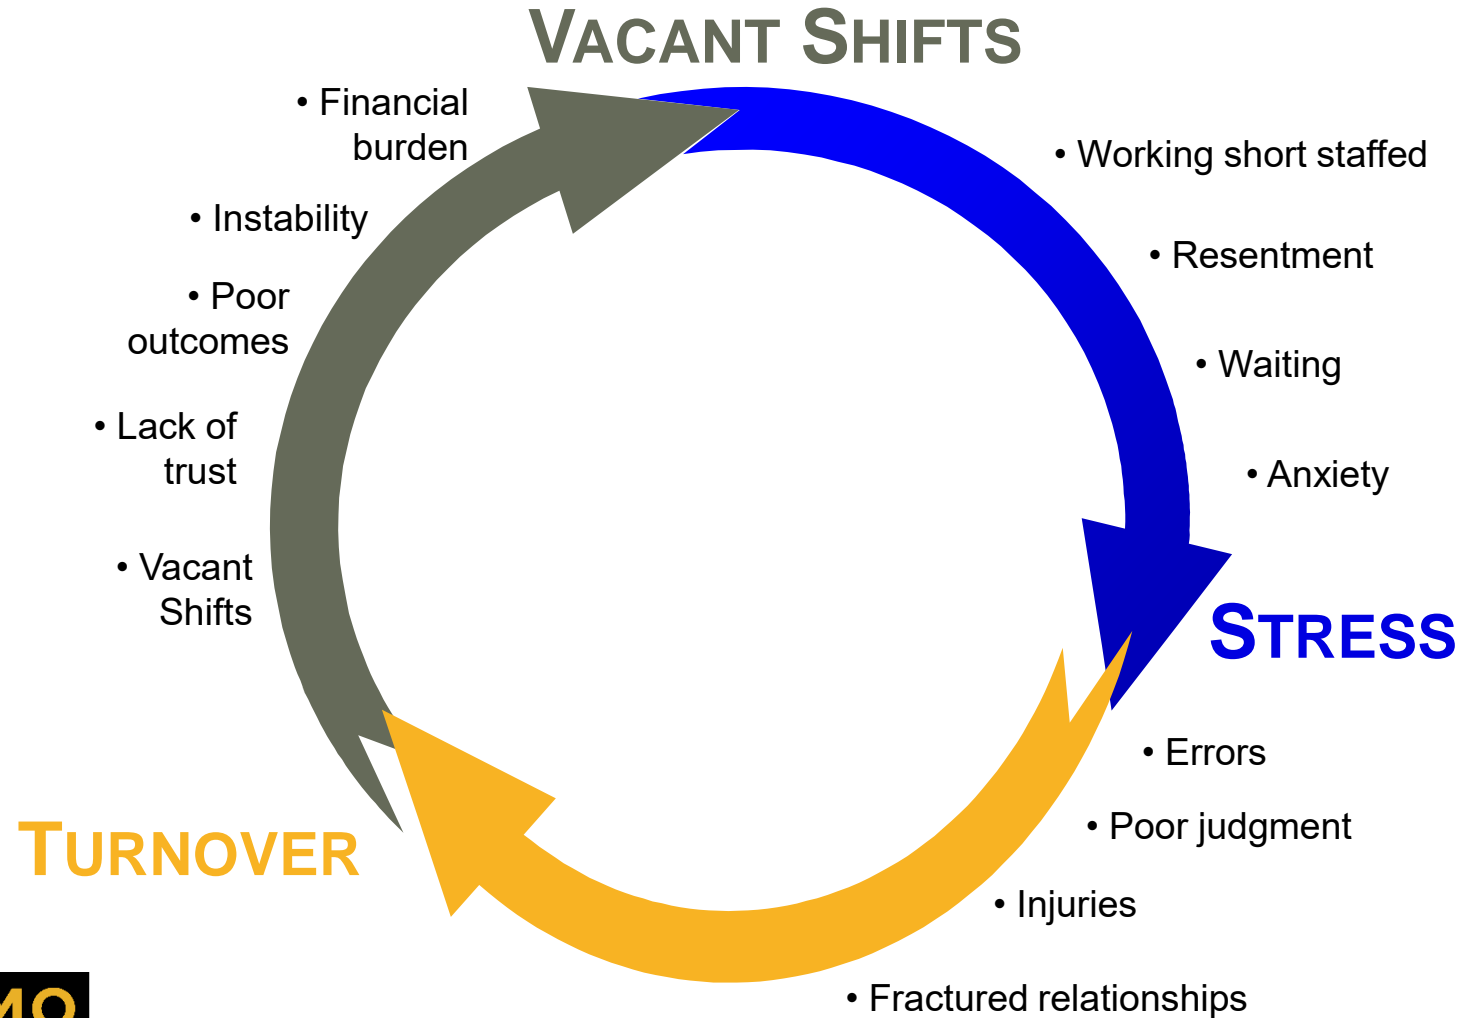 VACANT SHIFTS
• Financial
burden
• Instability
• Poor
outcomes
• Lack of
trust
• Vacant
Shifts
• Working short staffed
• Resentment
• Waiting
• Anxiety
STRESS
• Errors
• Poor judgment
• Injuries
• Fractured relationships
TURNOVER